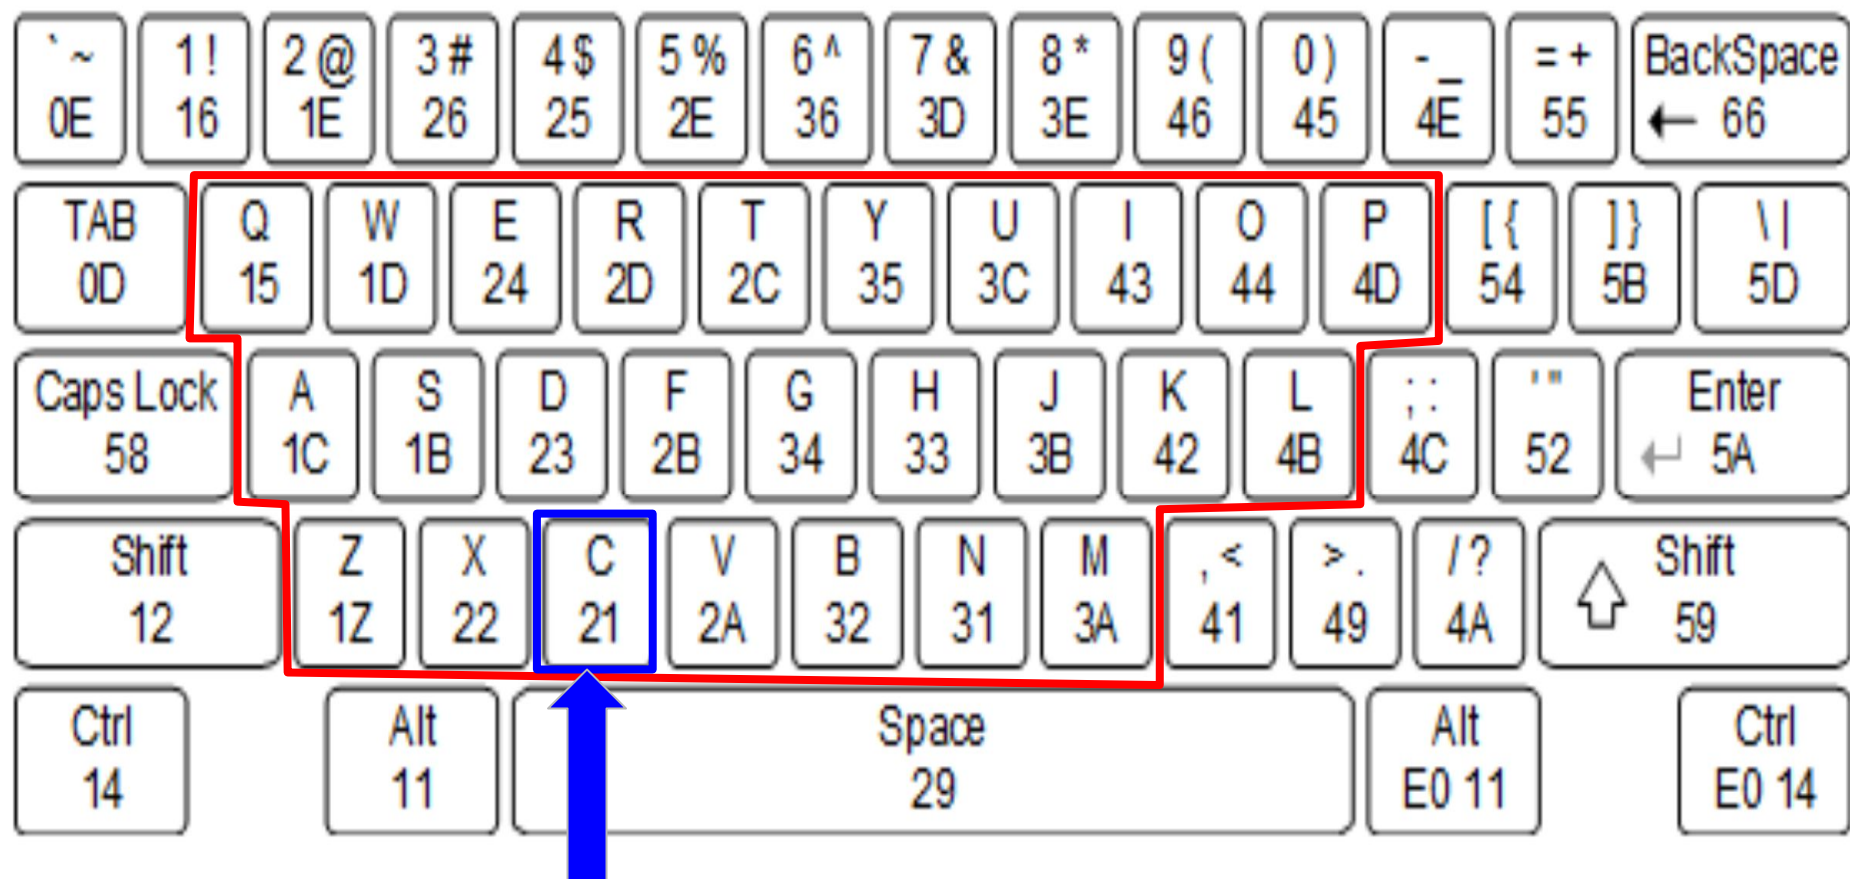 ` ~ 1 ! 2 @ 3 # 4 $ 5 % 6 ^ 7 & 8 * 9 ( 0 ) - _ = + BackSpace
0E 16 1E 26 25 2E 36 3D 3E 46 45 4E 55 ← 66
TAB Q W E R T Y U I O P [ { ] } \ |
0D 15 1D 24 2D 2C 35 3C 43 44 4D 54 5B 5D
Caps Lock A S D F G H J K L ; : ' " Enter
58 1C 1B 23 2B 34 33 3B 42 4B 4C 52 5A
Shift Z X C V B N M , < > . / ? Shift
12 1Z 22 21 2A 32 31 3A 41 49 4A 59
Ctrl Alt Space Alt Ctrl
14 11 29 E0 11 E0 14